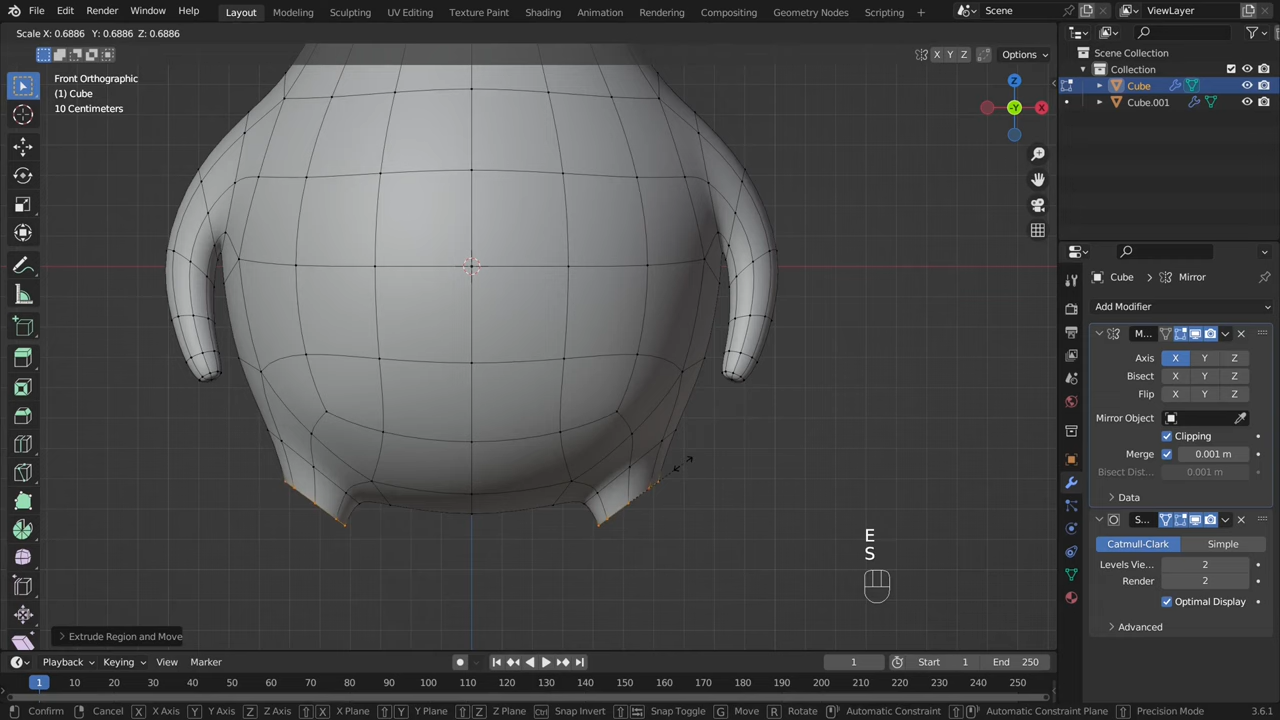 File Edit Render Window Help Layout Modeling Sculpting UV Editing Texture Paint Shading Animation Rendering Compositing Geometry Nodes Scripting + Scene ViewLayer
Scale X: 0.6886 Y: 0.6886 Z: 0.6886
X Y Z Options
Scene Collection
Collection
Cube
Cube.001
Front Orthographic
(1) Cube
10 Centimeters
Z
-Y
X
Cube > Mirror
Add Modifier
M...
Axis X Y Z
Bisect X Y Z
Flip X Y Z
Mirror Object
Clipping
Merge 0.001 m
Bisect Dist... 0.001 m
Data
S...
Catmull-Clark Simple
Levels Vie... 2
Render 2
Optimal Display
Advanced
E
S
Extrude Region and Move
Playback Keying View Marker 1 Start 1 End 250
1 10 20 30 40 50 60 70 80 90 100 110 120 130 140 150 160 170 180 190 200 210 220 230 240 250
Confirm Cancel X X Axis Y Y Axis Z Z Axis X X Plane Y Y Plane Z Z Plane Ctrl Snap Invert Snap Toggle G Move R Rotate Automatic Constraint Automatic Constraint Plane Precision Mode 3.6.1